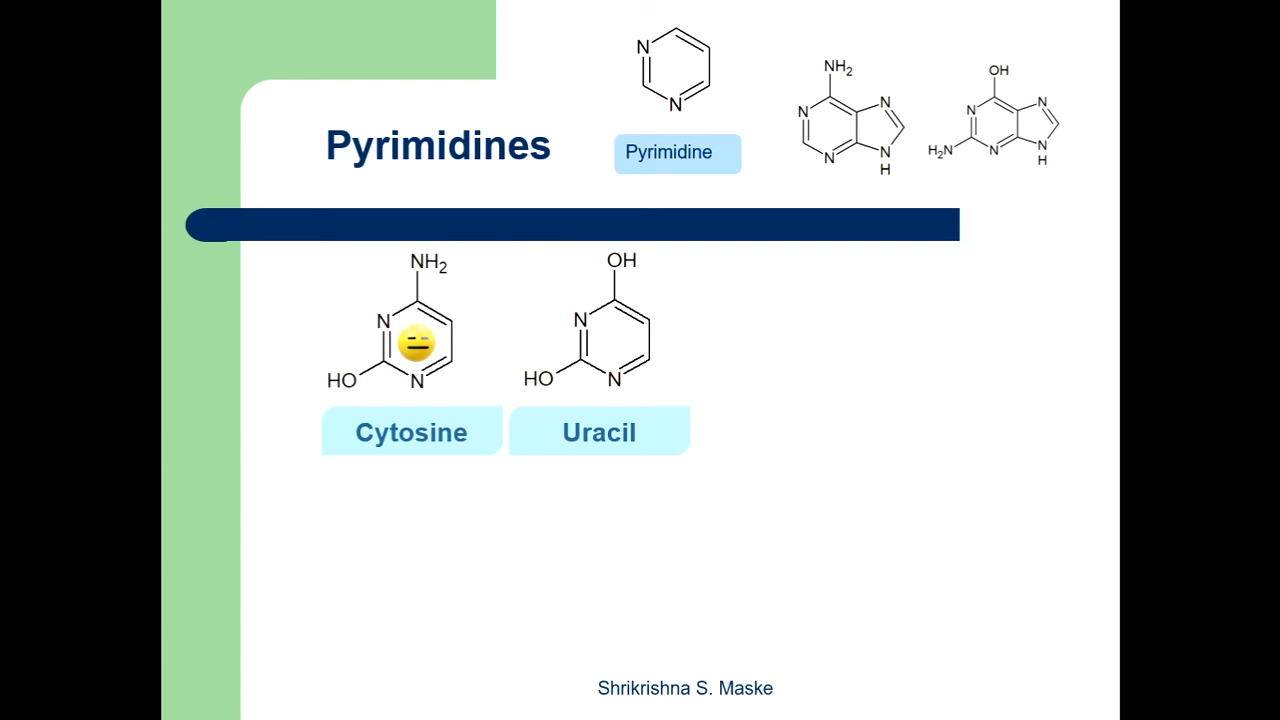 Pyrimidines
N
N
Pyrimidine
NH2
N
N
N
N
H
OH
N
N
H2N
N
N
H
NH2
N
HO
N
OH
N
HO
N
Cytosine
Uracil
Shrikrishna S. Maske